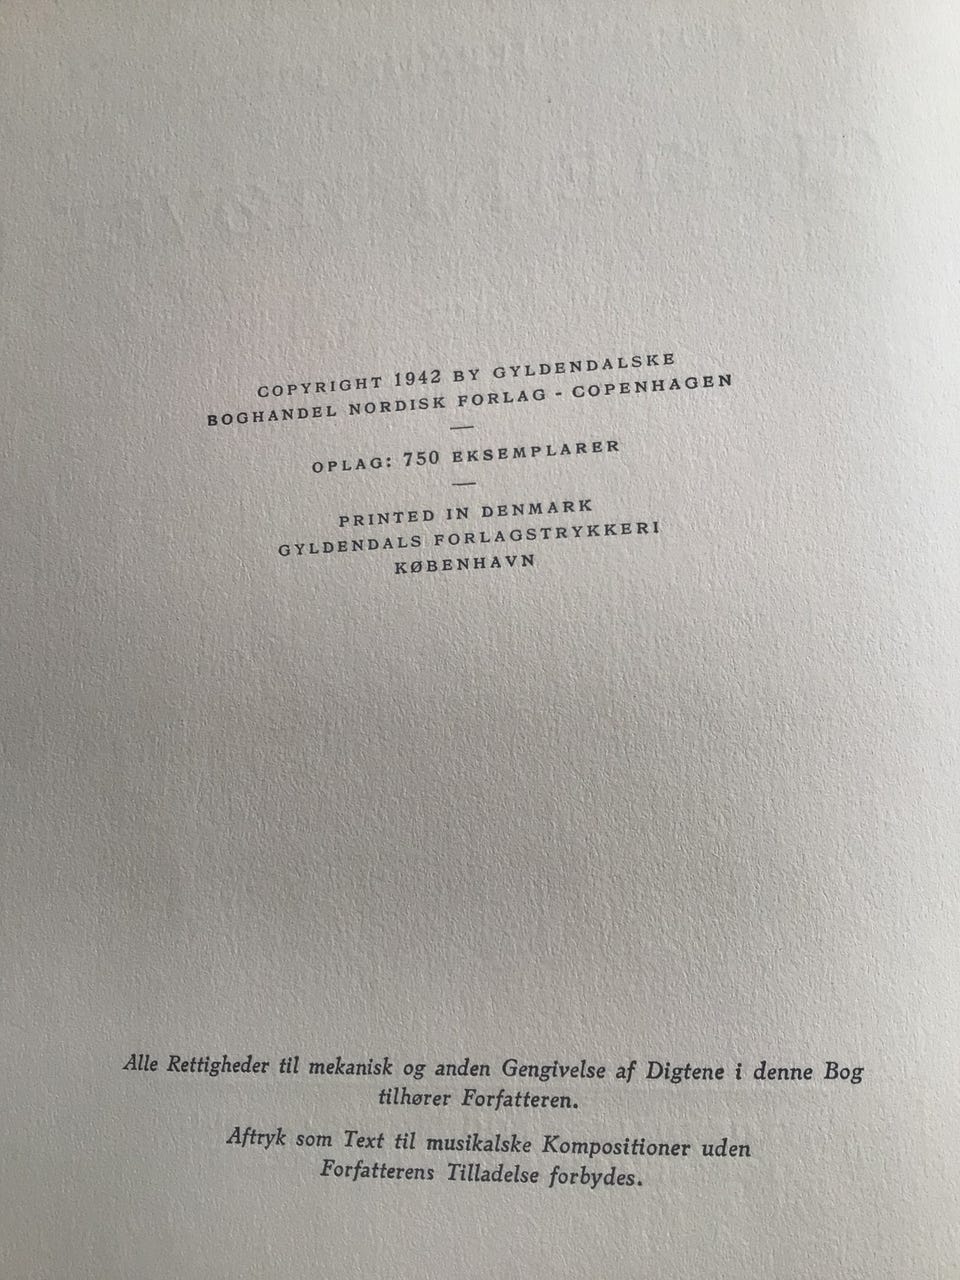 COPYRIGHT 1942 BY GYLDENDALSKE
BOGHANDEL NORDISK FORLAG - COPENHAGEN
—
OPLAG: 750 EKSEMPLARER
—
PRINTED IN DENMARK
GYLDENDALS FORLAGSTRYKKERI
KØBENHAVN
Alle Rettigheder til mekanisk og anden Gengivelse af Digtene i denne Bog
tilhører Forfatteren.
Aftryk som Text til musikalske Kompositioner uden
Forfatterens Tilladelse forbydes.